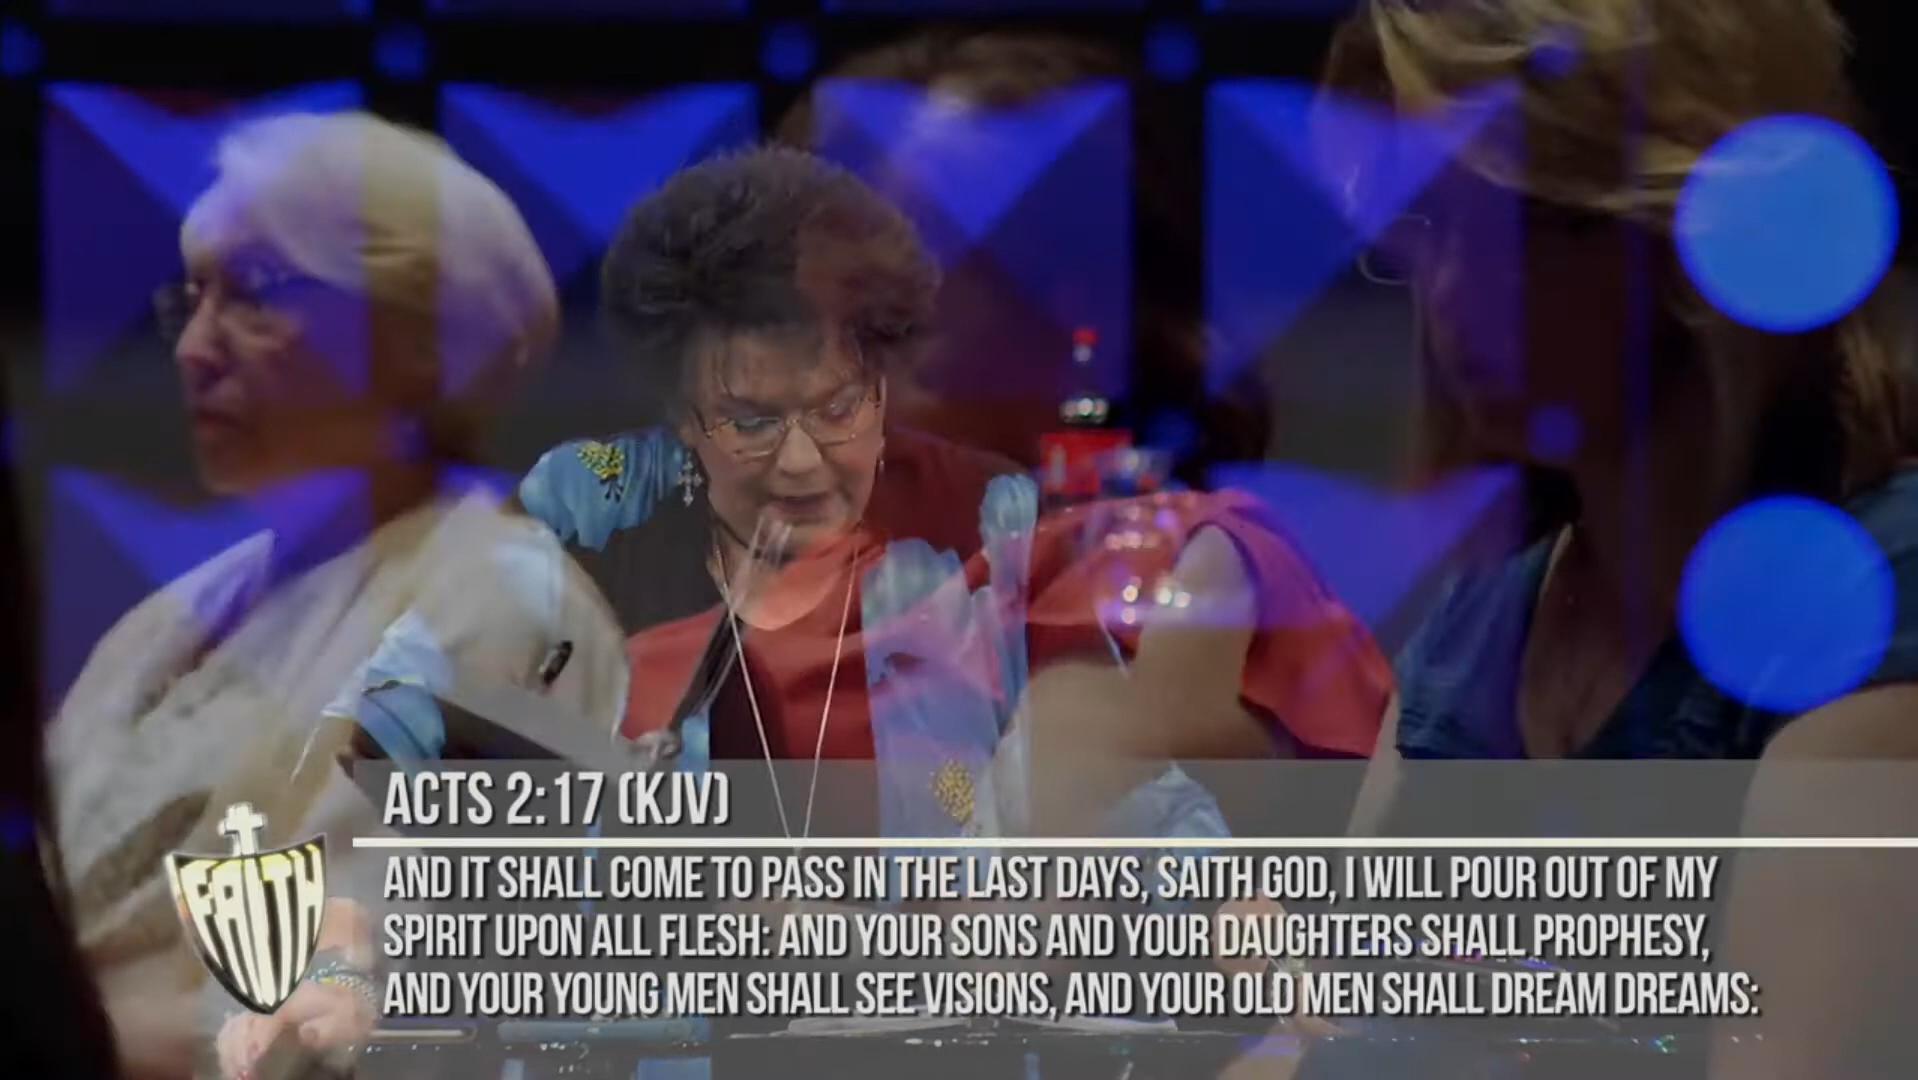 ACTS 2:17 (KJV)
AND IT SHALL COME TO PASS IN THE LAST DAYS, SAITH GOD, I WILL POUR OUT OF MY
SPIRIT UPON ALL FLESH: AND YOUR SONS AND YOUR DAUGHTERS SHALL PROPHESY,
AND YOUR YOUNG MEN SHALL SEE VISIONS, AND YOUR OLD MEN SHALL DREAM DREAMS:
FAITH